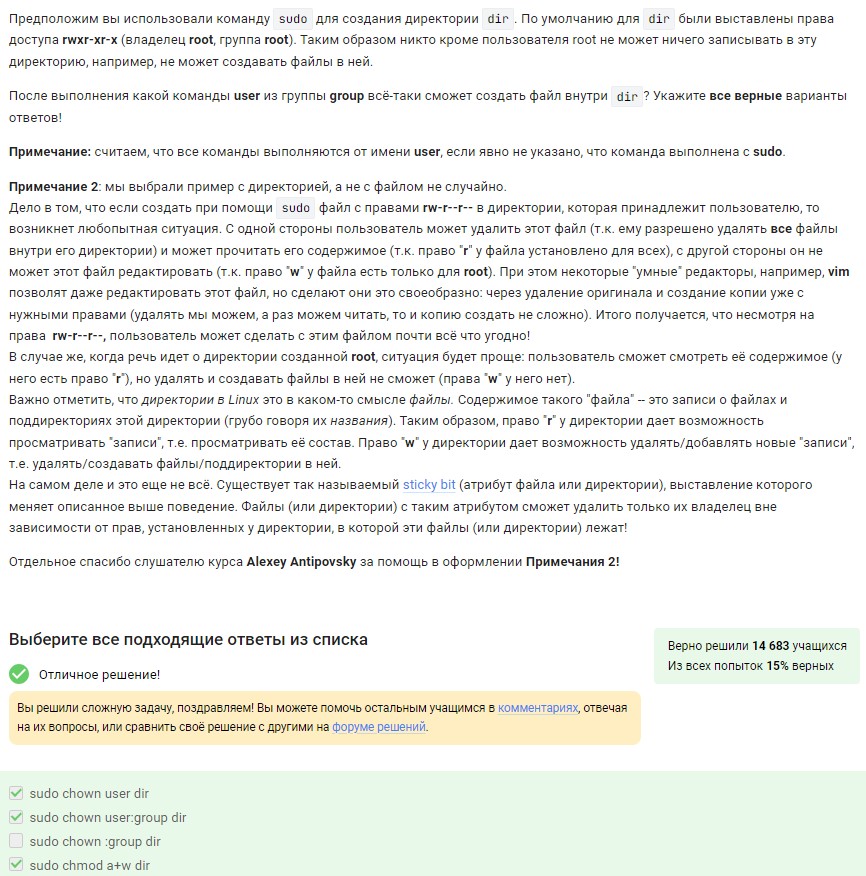 Предположим вы использовали команду sudo для создания директории dir. По умолчанию для dir были выставлены права
доступа rwxr-xr-x (владелец root, группа root). Таким образом никто кроме пользователя root не может ничего записывать в эту
директорию, например, не может создавать файлы в ней.
После выполнения какой команды user из группы group всё-таки сможет создать файл внутри dir? Укажите все верные варианты
ответов!
Примечание: считаем, что все команды выполняются от имени user, если явно не указано, что команда выполнена с sudo.
Примечание 2: мы выбрали пример с директорией, а не с файлом не случайно.
Дело в том, что если создать при помощи sudo файл с правами rw-r--r-- в директории, которая принадлежит пользователю, то
возникнет любопытная ситуация. С одной стороны пользователь может удалить этот файл (т.к. ему разрешено удалять все файлы
внутри его директории) и может прочитать его содержимое (т.к. право "r" у файла установлено для всех), с другой стороны он не
может этот файл редактировать (т.к. право "w" у файла есть только для root). При этом некоторые "умные" редакторы, например, vim
позволят даже редактировать этот файл, но сделают они это своеобразно: через удаление оригинала и создание копии уже с
нужными правами (удалять мы можем, а раз можем читать, то и копию создать не сложно). Итого получается, что несмотря на
права rw-r--r--, пользователь может сделать с этим файлом почти всё что угодно!
В случае же, когда речь идет о директории созданной root, ситуация будет проще: пользователь сможет смотреть её содержимое (у
него есть право "r"), но удалять и создавать файлы в ней не сможет (права "w" у него нет).
Важно отметить, что директории в Linux это в каком-то смысле файлы. Содержимое такого "файла" -- это записи о файлах и
поддиректориях этой директории (грубо говоря их названия). Таким образом, право "r" у директории дает возможность
просматривать "записи", т.е. просматривать её состав. Право "w" у директории дает возможность удалять/добавлять новые "записи",
т.е. удалять/создавать файлы/поддиректории в ней.
На самом деле и это еще не всё. Существует так называемый sticky bit (атрибут файла или директории), выставление которого
меняет описанное выше поведение. Файлы (или директории) с таким атрибутом сможет удалить только их владелец вне
зависимости от прав, установленных у директории, в которой эти файлы (или директории) лежат!
Отдельное спасибо слушателю курса Alexey Antipovsky за помощь в оформлении Примечания 2!
Выберите все подходящие ответы из списка
Верно решили 14 683 учащихся
Из всех попыток 15% верных
Отличное решение!
Вы решили сложную задачу, поздравляем! Вы можете помочь остальным учащимся в комментариях, отвечая
на их вопросы, или сравнить своё решение с другими на форуме решений.
sudo chown user dir
sudo chown user:group dir
sudo chown :group dir
sudo chmod a+w dir